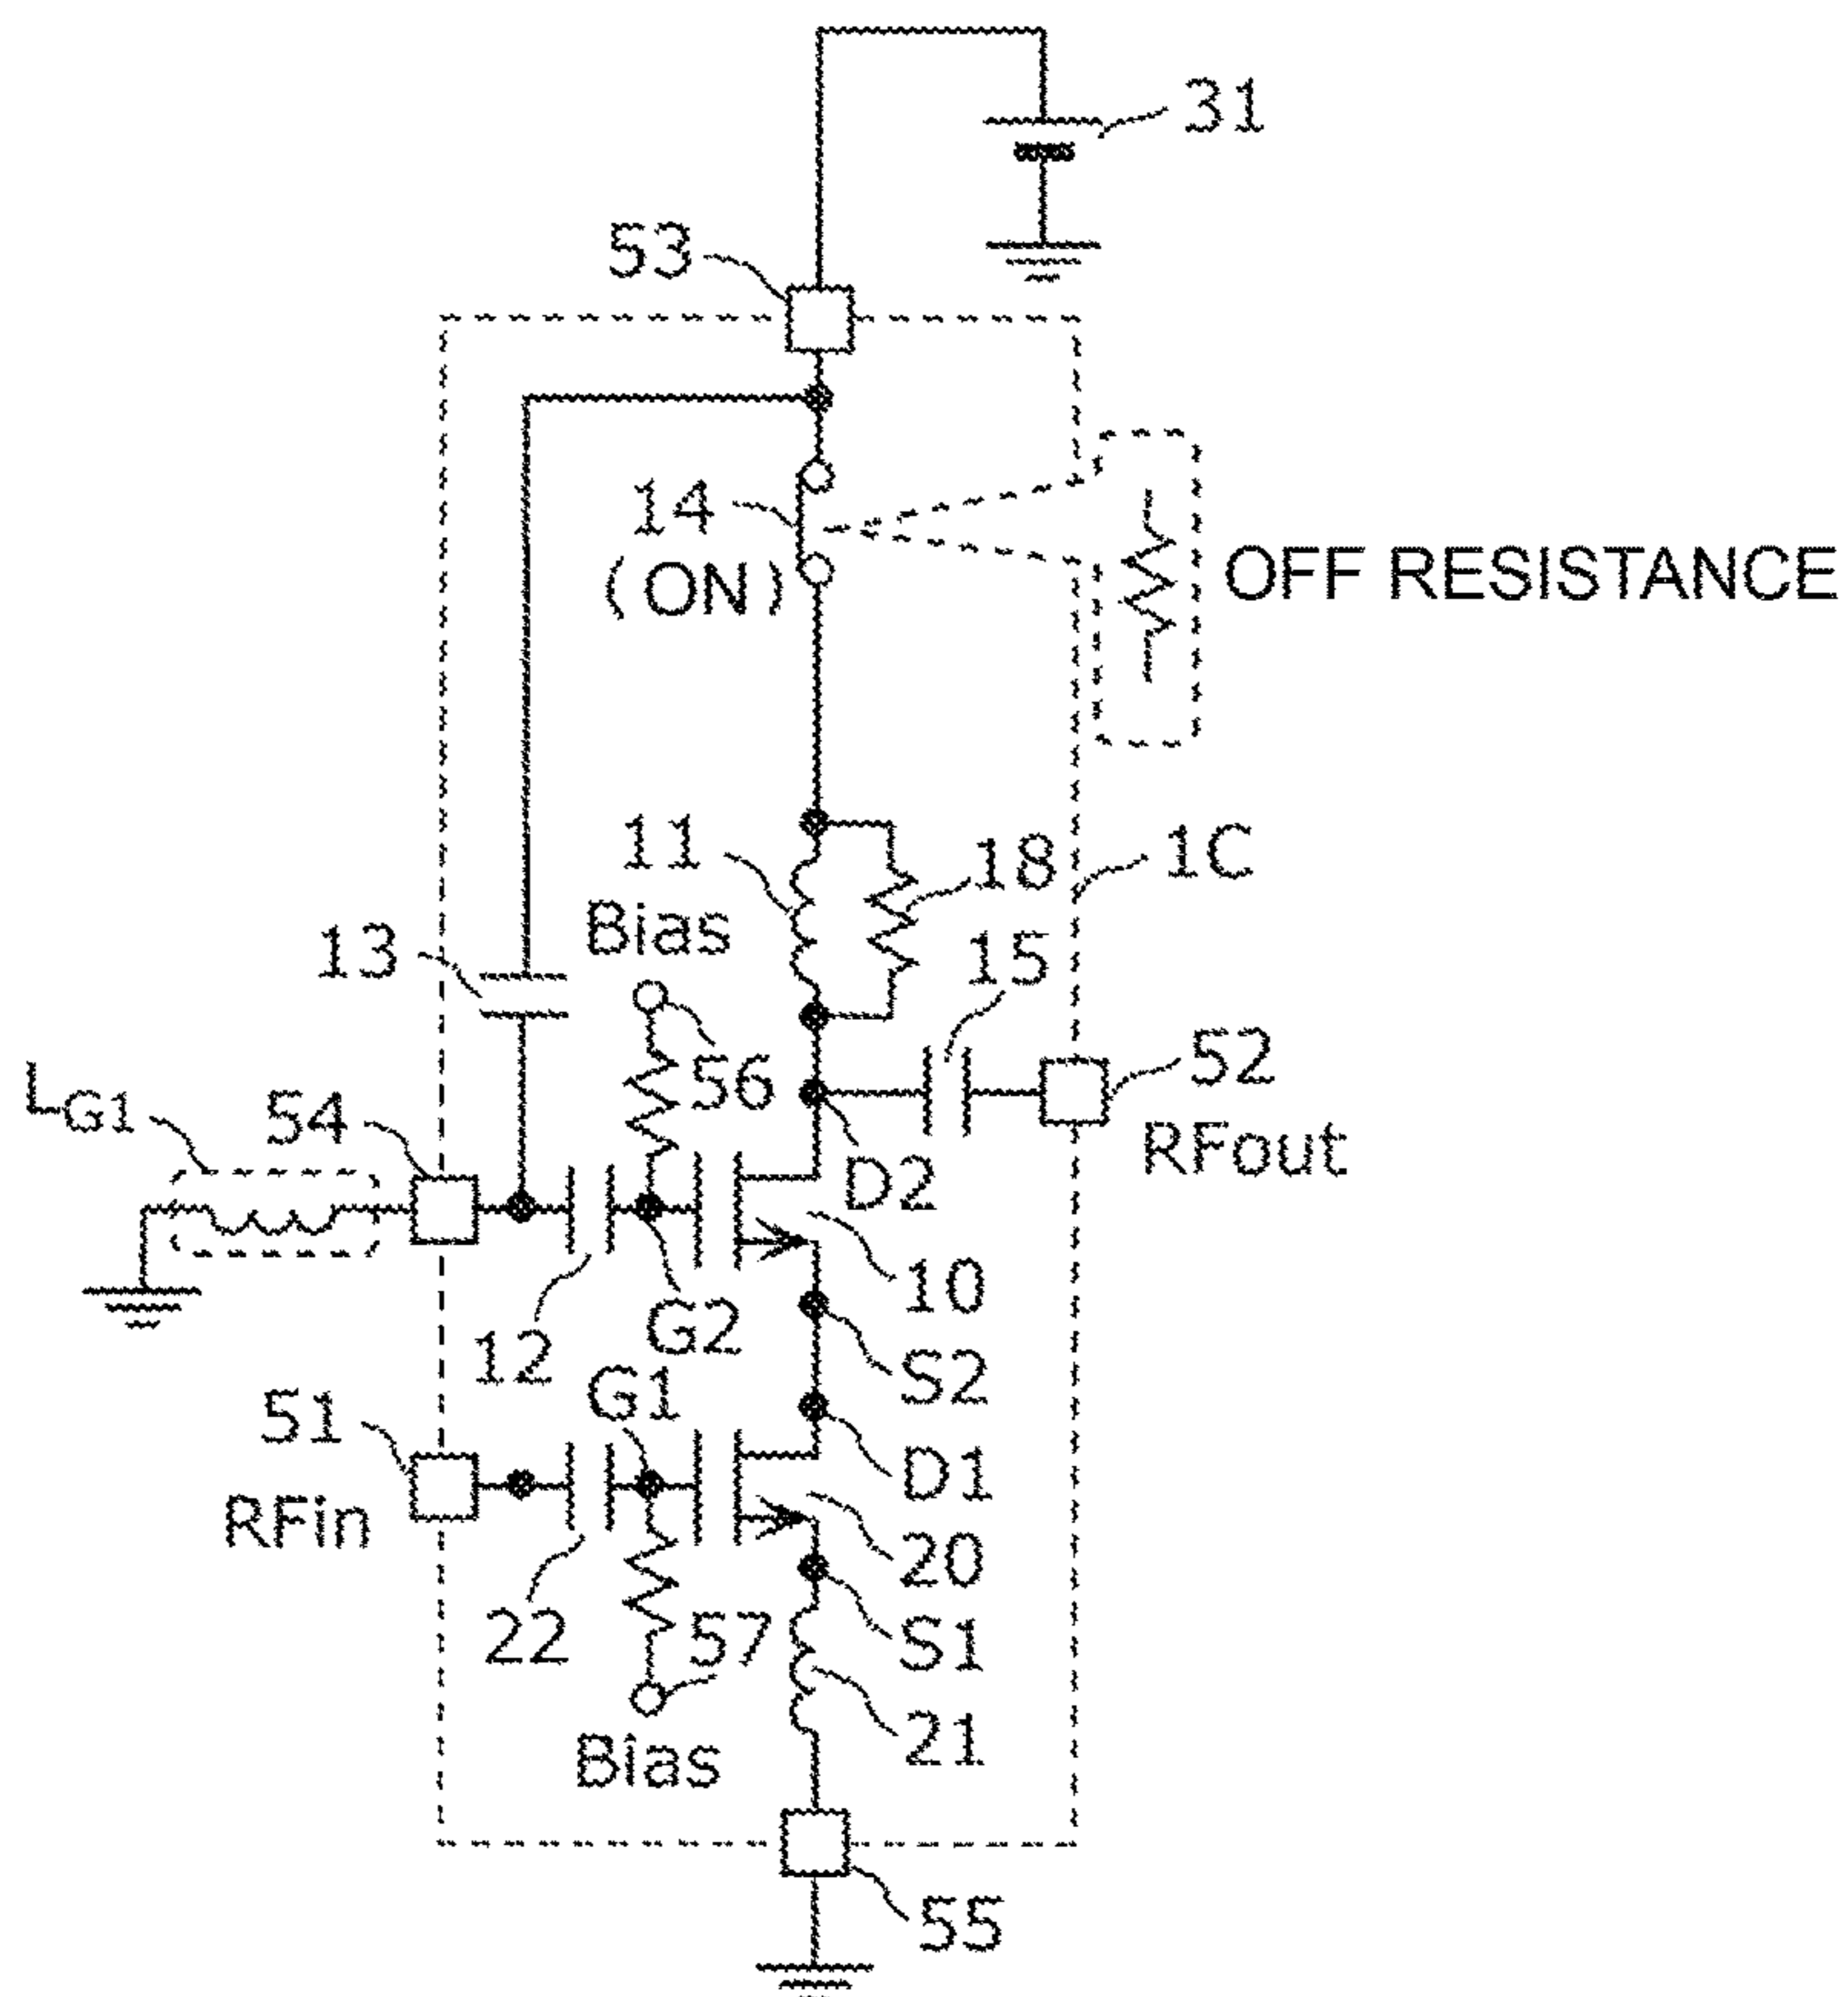 31
53
14
(ON)
OFF RESISTANCE
11
18
1C
Bias
15
13
56
52
RFout
LG1
54
D2
10
12
G2
S2
G1
51
RFin
D1
20
22
57
S1
21
Bias
55